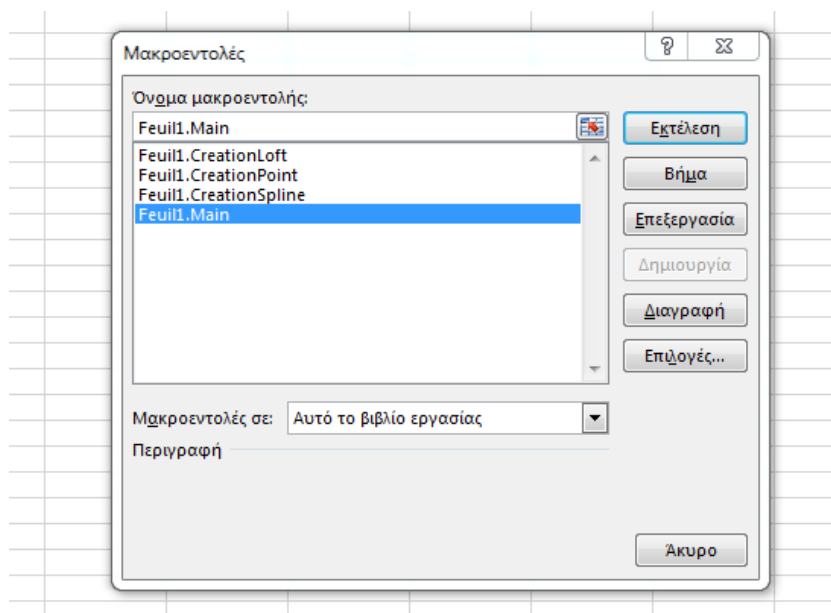 Μακροεντολές
Όνομα μακροεντολής:
Feuil1.Main
Feuil1.CreationLoft
Feuil1.CreationPoint
Feuil1.CreationSpline
Feuil1.Main
Εκτέλεση
Βήμα
Επεξεργασία
Δημιουργία
Διαγραφή
Επιλογές...
Μακροεντολές σε: Αυτό το βιβλίο εργασίας
Περιγραφή
Άκυρο